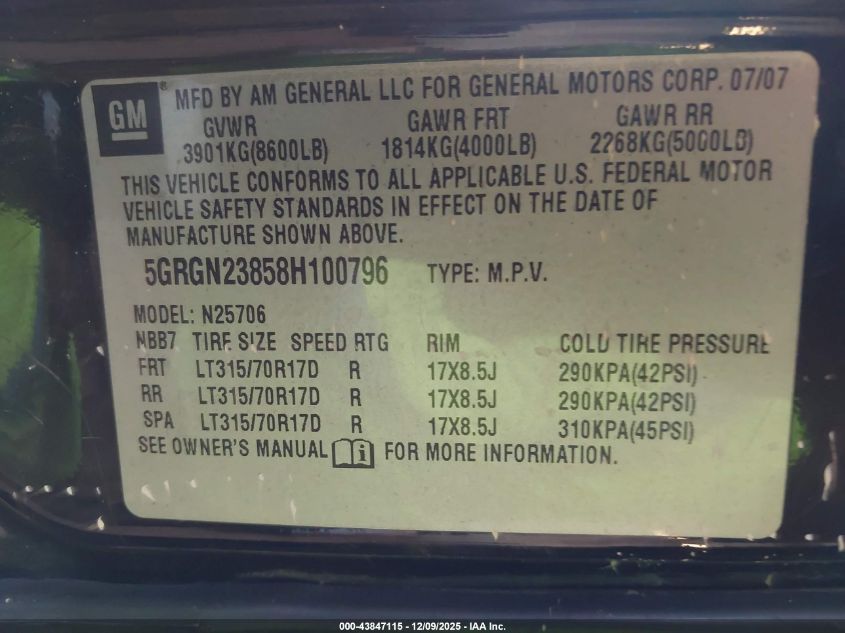 GM
® MFD BY AM GENERAL LLC FOR GENERAL MOTORS CORP. 07/07
GVWR GAWR FRT GAWR RR
3901KG(8600LB) 1814KG(4000LB) 2268KG(5000LB)
THIS VEHICLE CONFORMS TO ALL APPLICABLE U.S. FEDERAL MOTOR
VEHICLE SAFETY STANDARDS IN EFFECT ON THE DATE OF
MANUFACTURE SHOWN ABOVE.
5GRGN23858H100796 TYPE: M.P.V.
MODEL: N25706
NBB7 TIRE SIZE SPEED RTG RIM COLD TIRE PRESSURE
FRT LT315/70R17D R 17X8.5J 290KPA(42PSI)
RR LT315/70R17D R 17X8.5J 290KPA(42PSI)
SPA LT315/70R17D R 17X8.5J 310KPA(45PSI)
SEE OWNER'S MANUAL i FOR MORE INFORMATION.
000-43847115 - 12/09/2025 - IAA Inc.